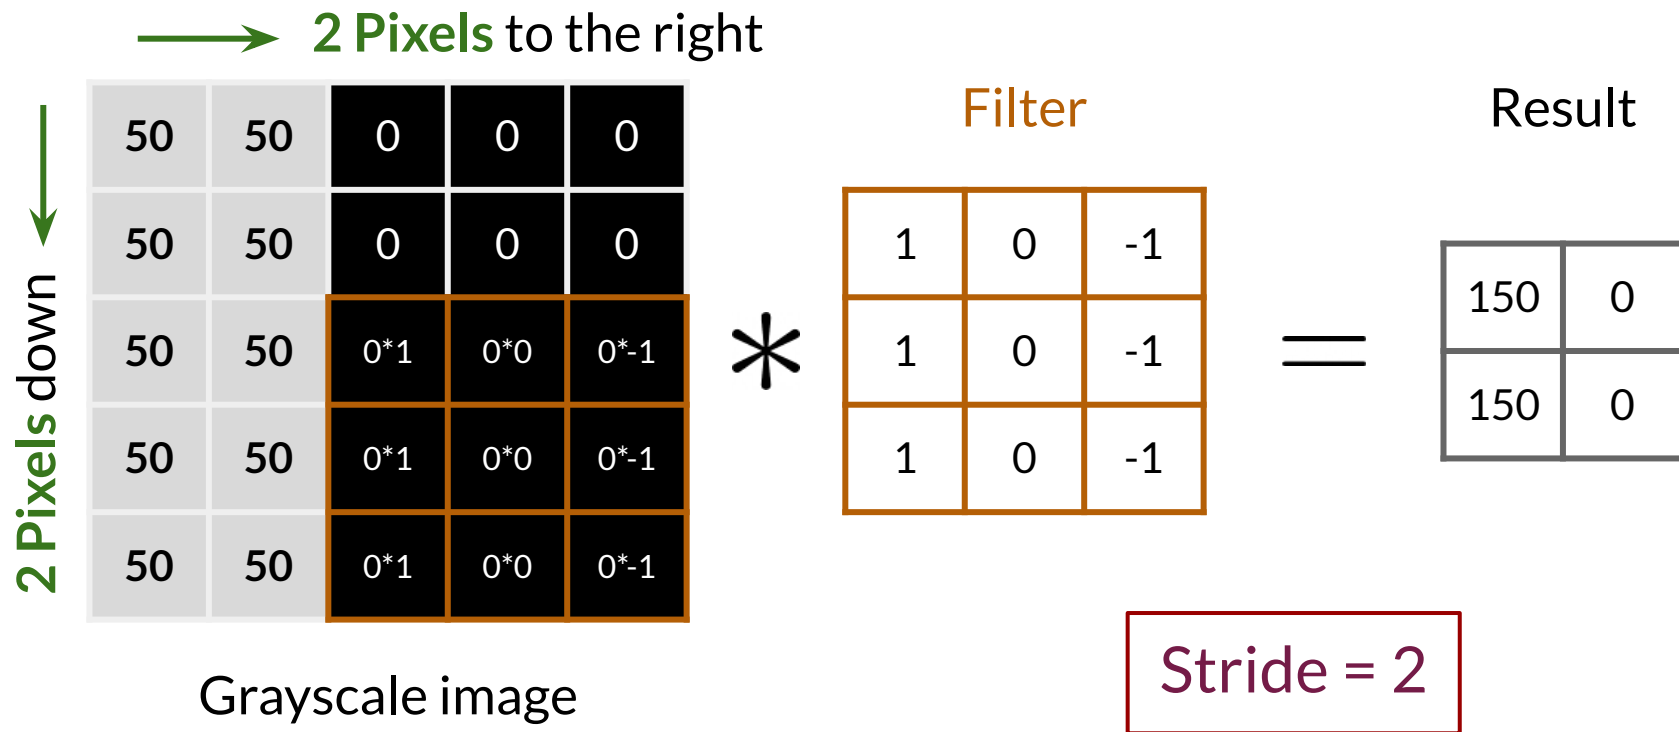 2 Pixels to the right
2 Pixels down
50 50 0 0 0
50 50 0 0 0
50 50 0*1 0*0 0*-1
50 50 0*1 0*0 0*-1
50 50 0*1 0*0 0*-1
Grayscale image
*
Filter
1 0 -1
1 0 -1
1 0 -1
=
Result
150 0
150 0
Stride = 2